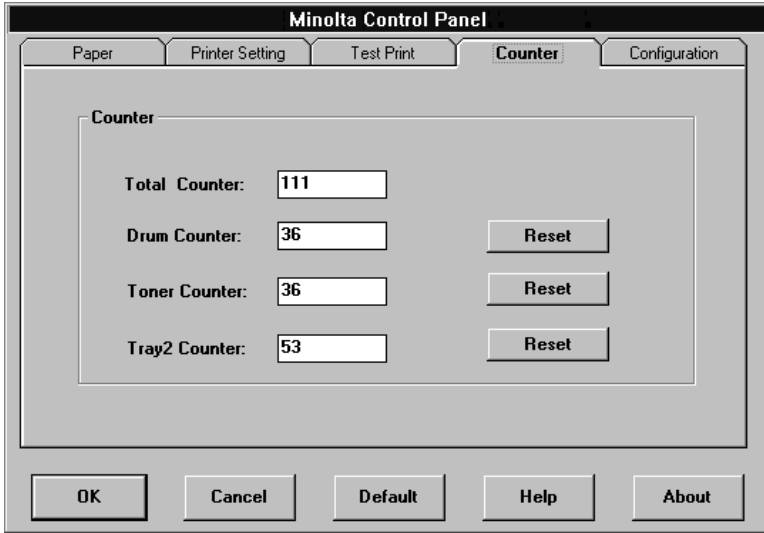 Minolta Control Panel
Paper Printer Setting Test Print Counter Configuration
Counter
Total Counter: 111
Drum Counter: 36 Reset
Toner Counter: 36 Reset
Tray2 Counter: 53 Reset
OK Cancel Default Help About